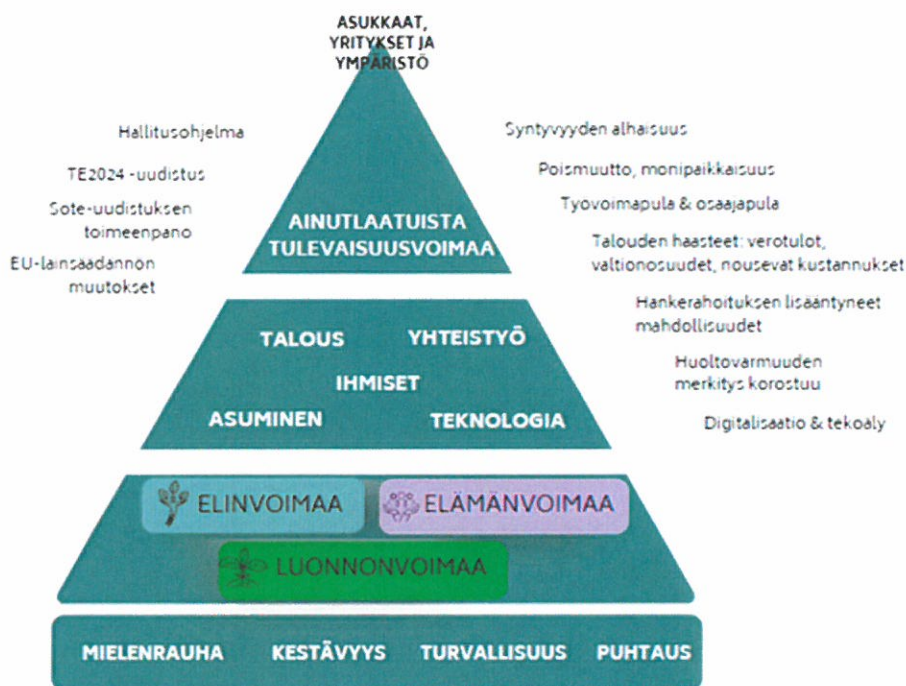 ASUKKAAT,
YRITYKSET JA
YMPÄRISTÖ
Hallitusohjelma
TE2024 -uudistus
Sote-uudistuksen
toimeenpano
EU-lainsäädännön
muutokset
Syntyvyyden alhaisuus
Poismuutto, monipaikkaisuus
Työvoimapula & osaajapula
Talouden haasteet: verotulot,
valtionosuudet, nousevat kustannukset
Hankerahoituksen lisääntyneet
mahdollisuudet
Huoltovarmuuden
merkitys korostuu
Digitalisaatio & tekoäly
AINUTLAATUISTA
TULEVAISUUSVOIMAA
TALOUS YHTEISTYÖ
IHMISET
ASUMINEN TEKNOLOGIA
ELINVOIMAA ELÄMÄNVOIMAA
LUONNONVOIMAA
MIELENRAUHA KESTÄVYYS TURVALLISUUS PUHTAUS